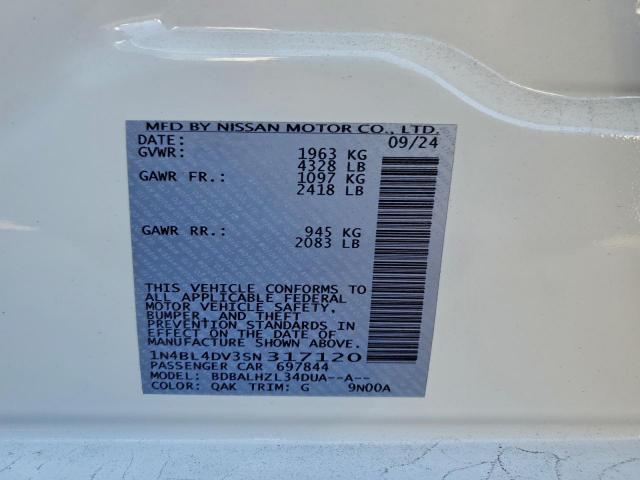 MFD BY NISSAN MOTOR CO., LTD.
DATE: 09/24
GVWR: 1963 KG
4328 LB
GAWR FR.: 1097 KG
2418 LB
GAWR RR.: 945 KG
2083 LB
THIS VEHICLE CONFORMS TO
ALL APPLICABLE FEDERAL
MOTOR VEHICLE SAFETY,
BUMPER, AND THEFT
PREVENTION STANDARDS
IN EFFECT ON THE DATE OF
MANUFACTURE SHOWN ABOVE.
1N4BL4DV3SN317120
PASSENGER CAR 697844
MODEL: BDBALHZL34DUA--A--
COLOR: QAK TRIM: G 9N00A